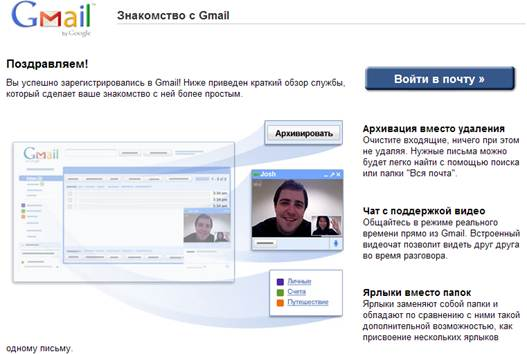 Gmail
by Google
Знакомство с Gmail
Поздравляем!
Вы успешно зарегистрировались в Gmail! Ниже приведен краткий обзор службы,
который сделает ваше знакомство с ней более простым.
Войти в почту »
Gmail
Архивировать
Архивация вместо удаления
Очистите входящие, ничего при этом
не удаляя. Нужные письма можно
будет легко найти с помощью поиска
или папки "Вся почта".
Josh
Чат с поддержкой видео
Общайтесь в режиме реального
времени прямо из Gmail. Встроенный
видеочат позволит видеть друг друга
во время разговора.
Личные
Счета
Путешествие
Ярлыки вместо папок
Ярлыки заменяют собой папки и
обладают по сравнению с ними такой
дополнительной возможностью, как
присвоение нескольких ярлыков
одному письму.